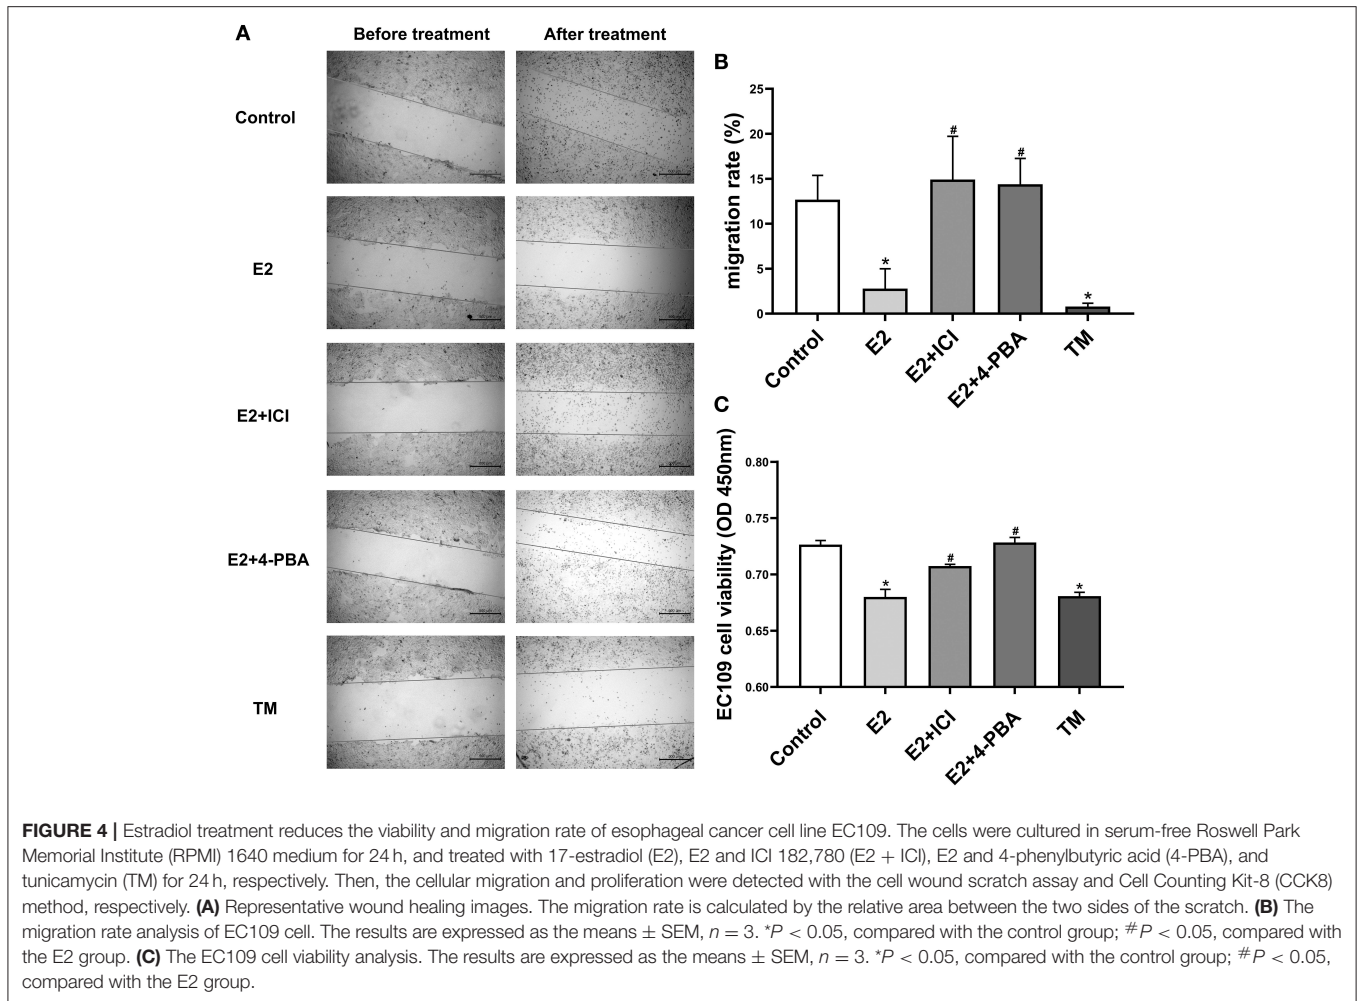 A
Before treatment
After treatment
Control
E2
E2+ICI
E2+4-PBA
TM
B
migration rate (%)
25
20
15
10
5
0
*
#
#
*
Control
E2
E2+ICI
E2+4-PBA
TM
C
EC109 cell viability (OD 450nm)
0.80
0.75
0.70
0.65
0.60
*
#
#
*
Control
E2
E2+ICI
E2+4-PBA
TM
FIGURE 4 | Estradiol treatment reduces the viability and migration rate of esophageal cancer cell line EC109. The cells were cultured in serum-free Roswell Park
Memorial Institute (RPMI) 1640 medium for 24 h, and treated with 17-estradiol (E2), E2 and ICI 182,780 (E2 + ICI), E2 and 4-phenylbutyric acid (4-PBA), and
tunicamycin (TM) for 24 h, respectively. Then, the cellular migration and proliferation were detected with the cell wound scratch assay and Cell Counting Kit-8 (CCK8)
method, respectively. (A) Representative wound healing images. The migration rate is calculated by the relative area between the two sides of the scratch. (B) The
migration rate analysis of EC109 cell. The results are expressed as the means ± SEM, n = 3. *P < 0.05, compared with the control group; #P < 0.05, compared with
the E2 group. (C) The EC109 cell viability analysis. The results are expressed as the means ± SEM, n = 3. *P < 0.05, compared with the control group; #P < 0.05,
compared with the E2 group.